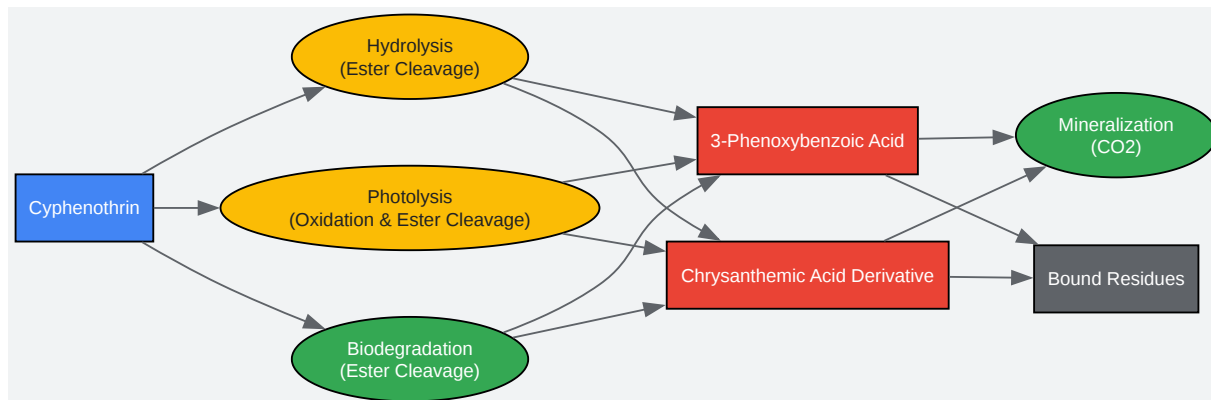 Cyphenothrin
Hydrolysis
(Ester Cleavage)
Photolysis
(Oxidation & Ester Cleavage)
Biodegradation
(Ester Cleavage)
3-Phenoxybenzoic Acid
Chrysanthemic Acid Derivative
Mineralization
(CO2)
Bound Residues